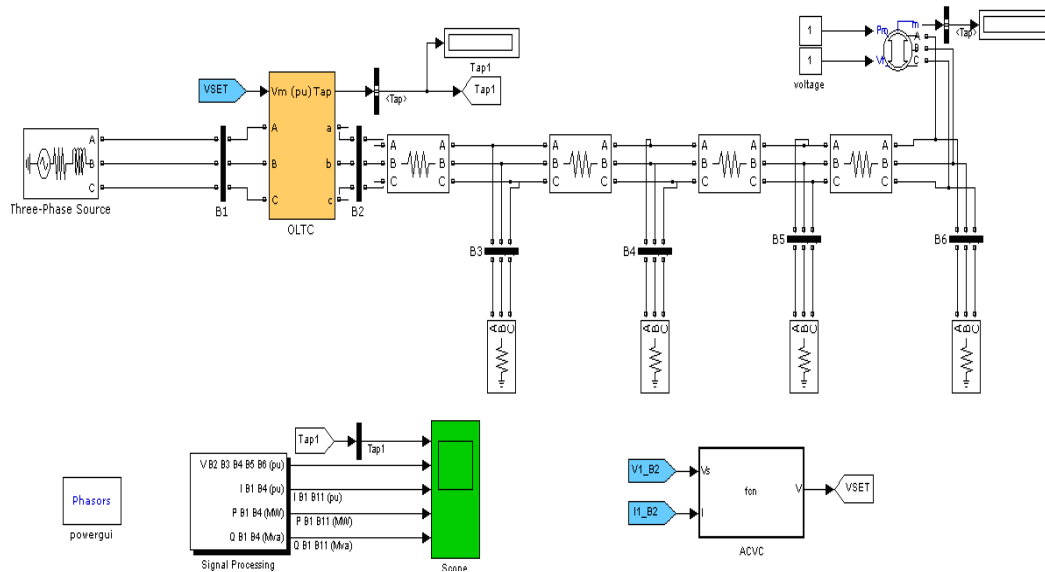 1
Pm
m
A
B
C
<Tap>
1
Vf
voltage
Tap1
VSET
Vm (pu)
Tap
<Tap>
Tap1
A
B
C
Three-Phase Source
B1
A
B
C
a
b
c
OLTC
B2
A
B
C
A
B
C
A
B
C
A
B
C
A
B
C
A
B
C
A
B
C
A
B
C
B3
B4
B5
B6
A B C
A B C
A B C
A B C
Tap1
Tap1
V B2 B3 B4 B5 B6 (pu)
I B1 B4 (pu)
I B1 B11 (pu)
P B1 B4 (MW)
P B1 B11 (MW)
Q B1 B4 (Mva)
Q B1 B11 (Mva)
Signal Processing
Scope
Phasors
powergui
V1_B2
I1_B2
Vs
I
fcn
V
VSET
ACVC